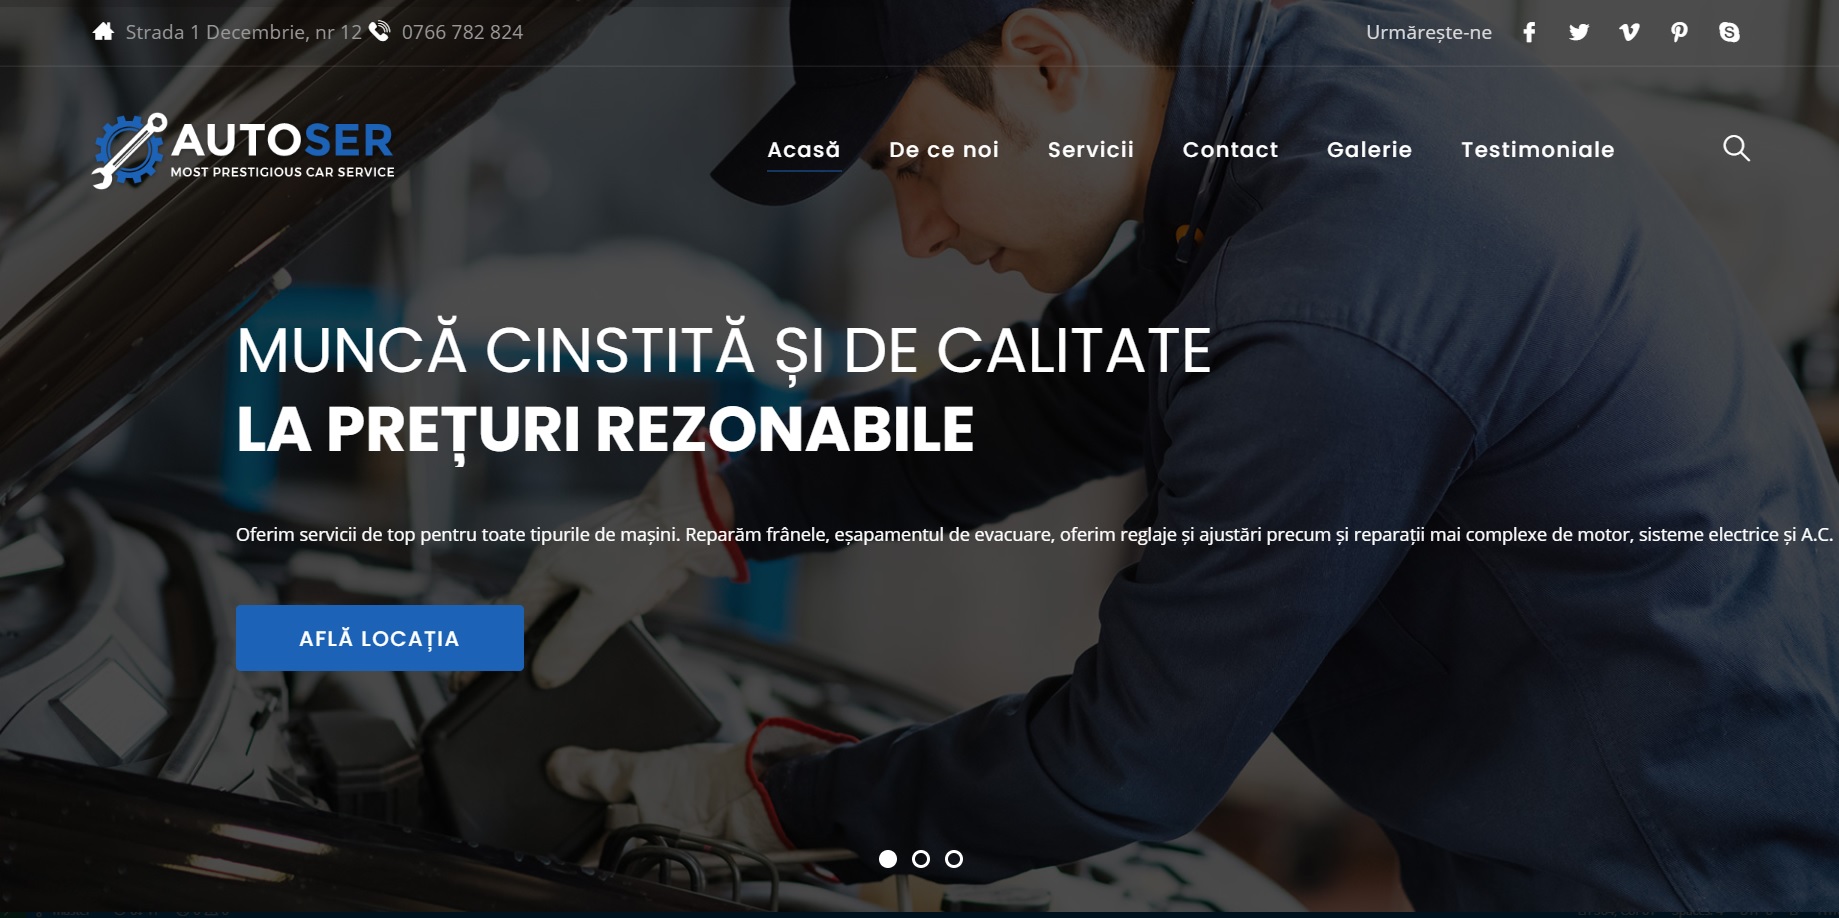 Strada 1 Decembrie, nr 12 0766 782 824 Urmărește-ne
AUTOSER
MOST PRESTIGIOUS CAR SERVICE
Acasă De ce noi Servicii Contact Galerie Testimoniale
MUNCĂ CINSTITĂ ȘI DE CALITATE
LA PREȚURI REZONABILE
Oferim servicii de top pentru toate tipurile de mașini. Reparăm frânele, eșapamentul de evacuare, oferim reglaje și ajustări precum și reparații mai complexe de motor, sisteme electrice și A.C.
AFLĂ LOCAȚIA